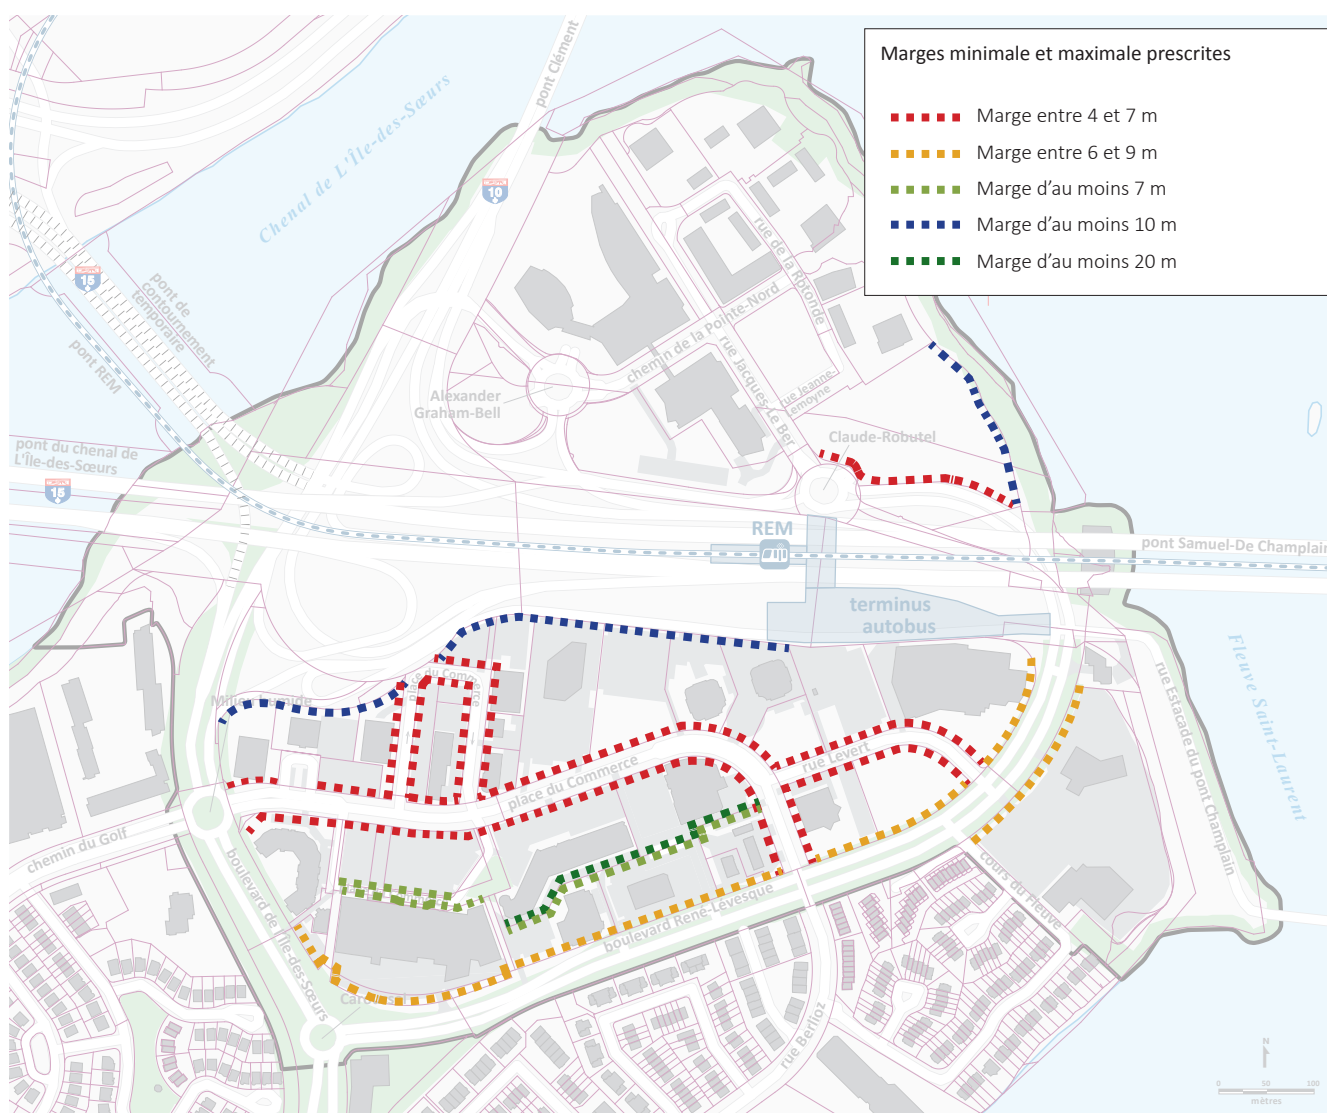 Marges minimale et maximale prescrites
Marge entre 4 et 7 m
Marge entre 6 et 9 m
Marge d'au moins 7 m
Marge d'au moins 10 m
Marge d'au moins 20 m
pont Clément
Chenal de L'Île-des-Sœurs
10
15
pont de
contournement
temporaire
pont REM
rue de la Rotonde
chemin de la Pointe-Nord
rue Jacques-Le Ber
rue Jeanne-
Lemoyne
Alexander
Graham-Bell
Claude-Robutel
pont du chenal de
L'Île-des-Sœurs
15
REM
pont Samuel-De Champlain
terminus
autobus
Fleuve Saint-Laurent
rue Estacade du pont Champlain
place du Commerce
Milieu humide
place du Commerce
rue Levert
chemin du Golf
boulevard de l'Île-des-Sœurs
boulevard René-Lévesque
cours du Fleuve
rue Berlioz
N
0 50 100
mètres